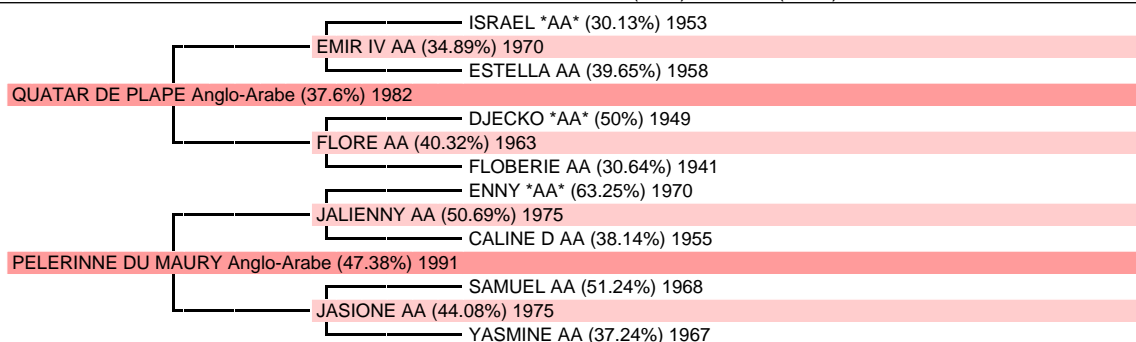 ISRAEL *AA* (30.13%) 1953
EMIR IV AA (34.89%) 1970
ESTELLA AA (39.65%) 1958
QUATAR DE PLAPE Anglo-Arabe (37.6%) 1982
DJECKO *AA* (50%) 1949
FLORE AA (40.32%) 1963
FLOBERIE AA (30.64%) 1941
ENNY *AA* (63.25%) 1970
JALIENNY AA (50.69%) 1975
CALINE D AA (38.14%) 1955
PELERINNE DU MAURY Anglo-Arabe (47.38%) 1991
SAMUEL AA (51.24%) 1968
JASIONE AA (44.08%) 1975
YASMINE AA (37.24%) 1967